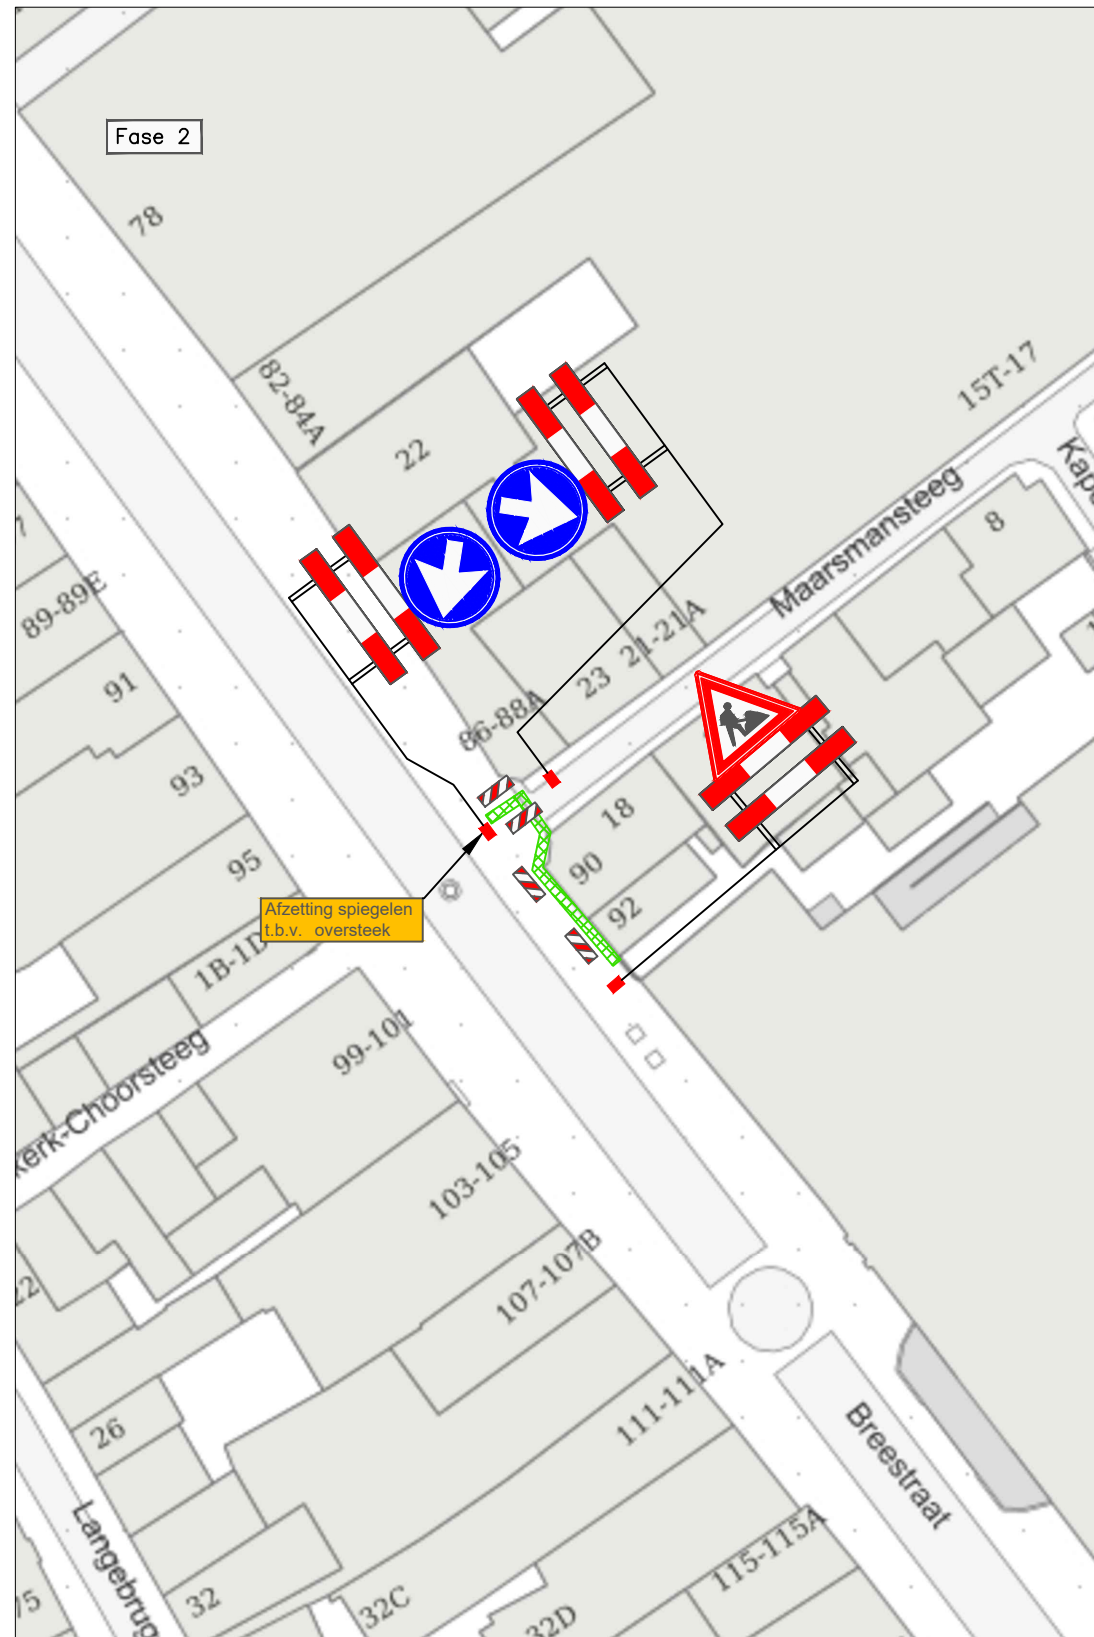 Fase 2
78
82-84A
22
15T-17
Maarsmansteeg
8
89-89E
91
21-21A
23
86-88A
93
18
95
90
92
Afzetting spiegelen
t.b.v. oversteek
1B-1D
99-101
kerk-Choorsteeg
103-105
107-107B
111-111A
26
Breestraat
Langebrug
115-115A
32
32C
32D
75
22